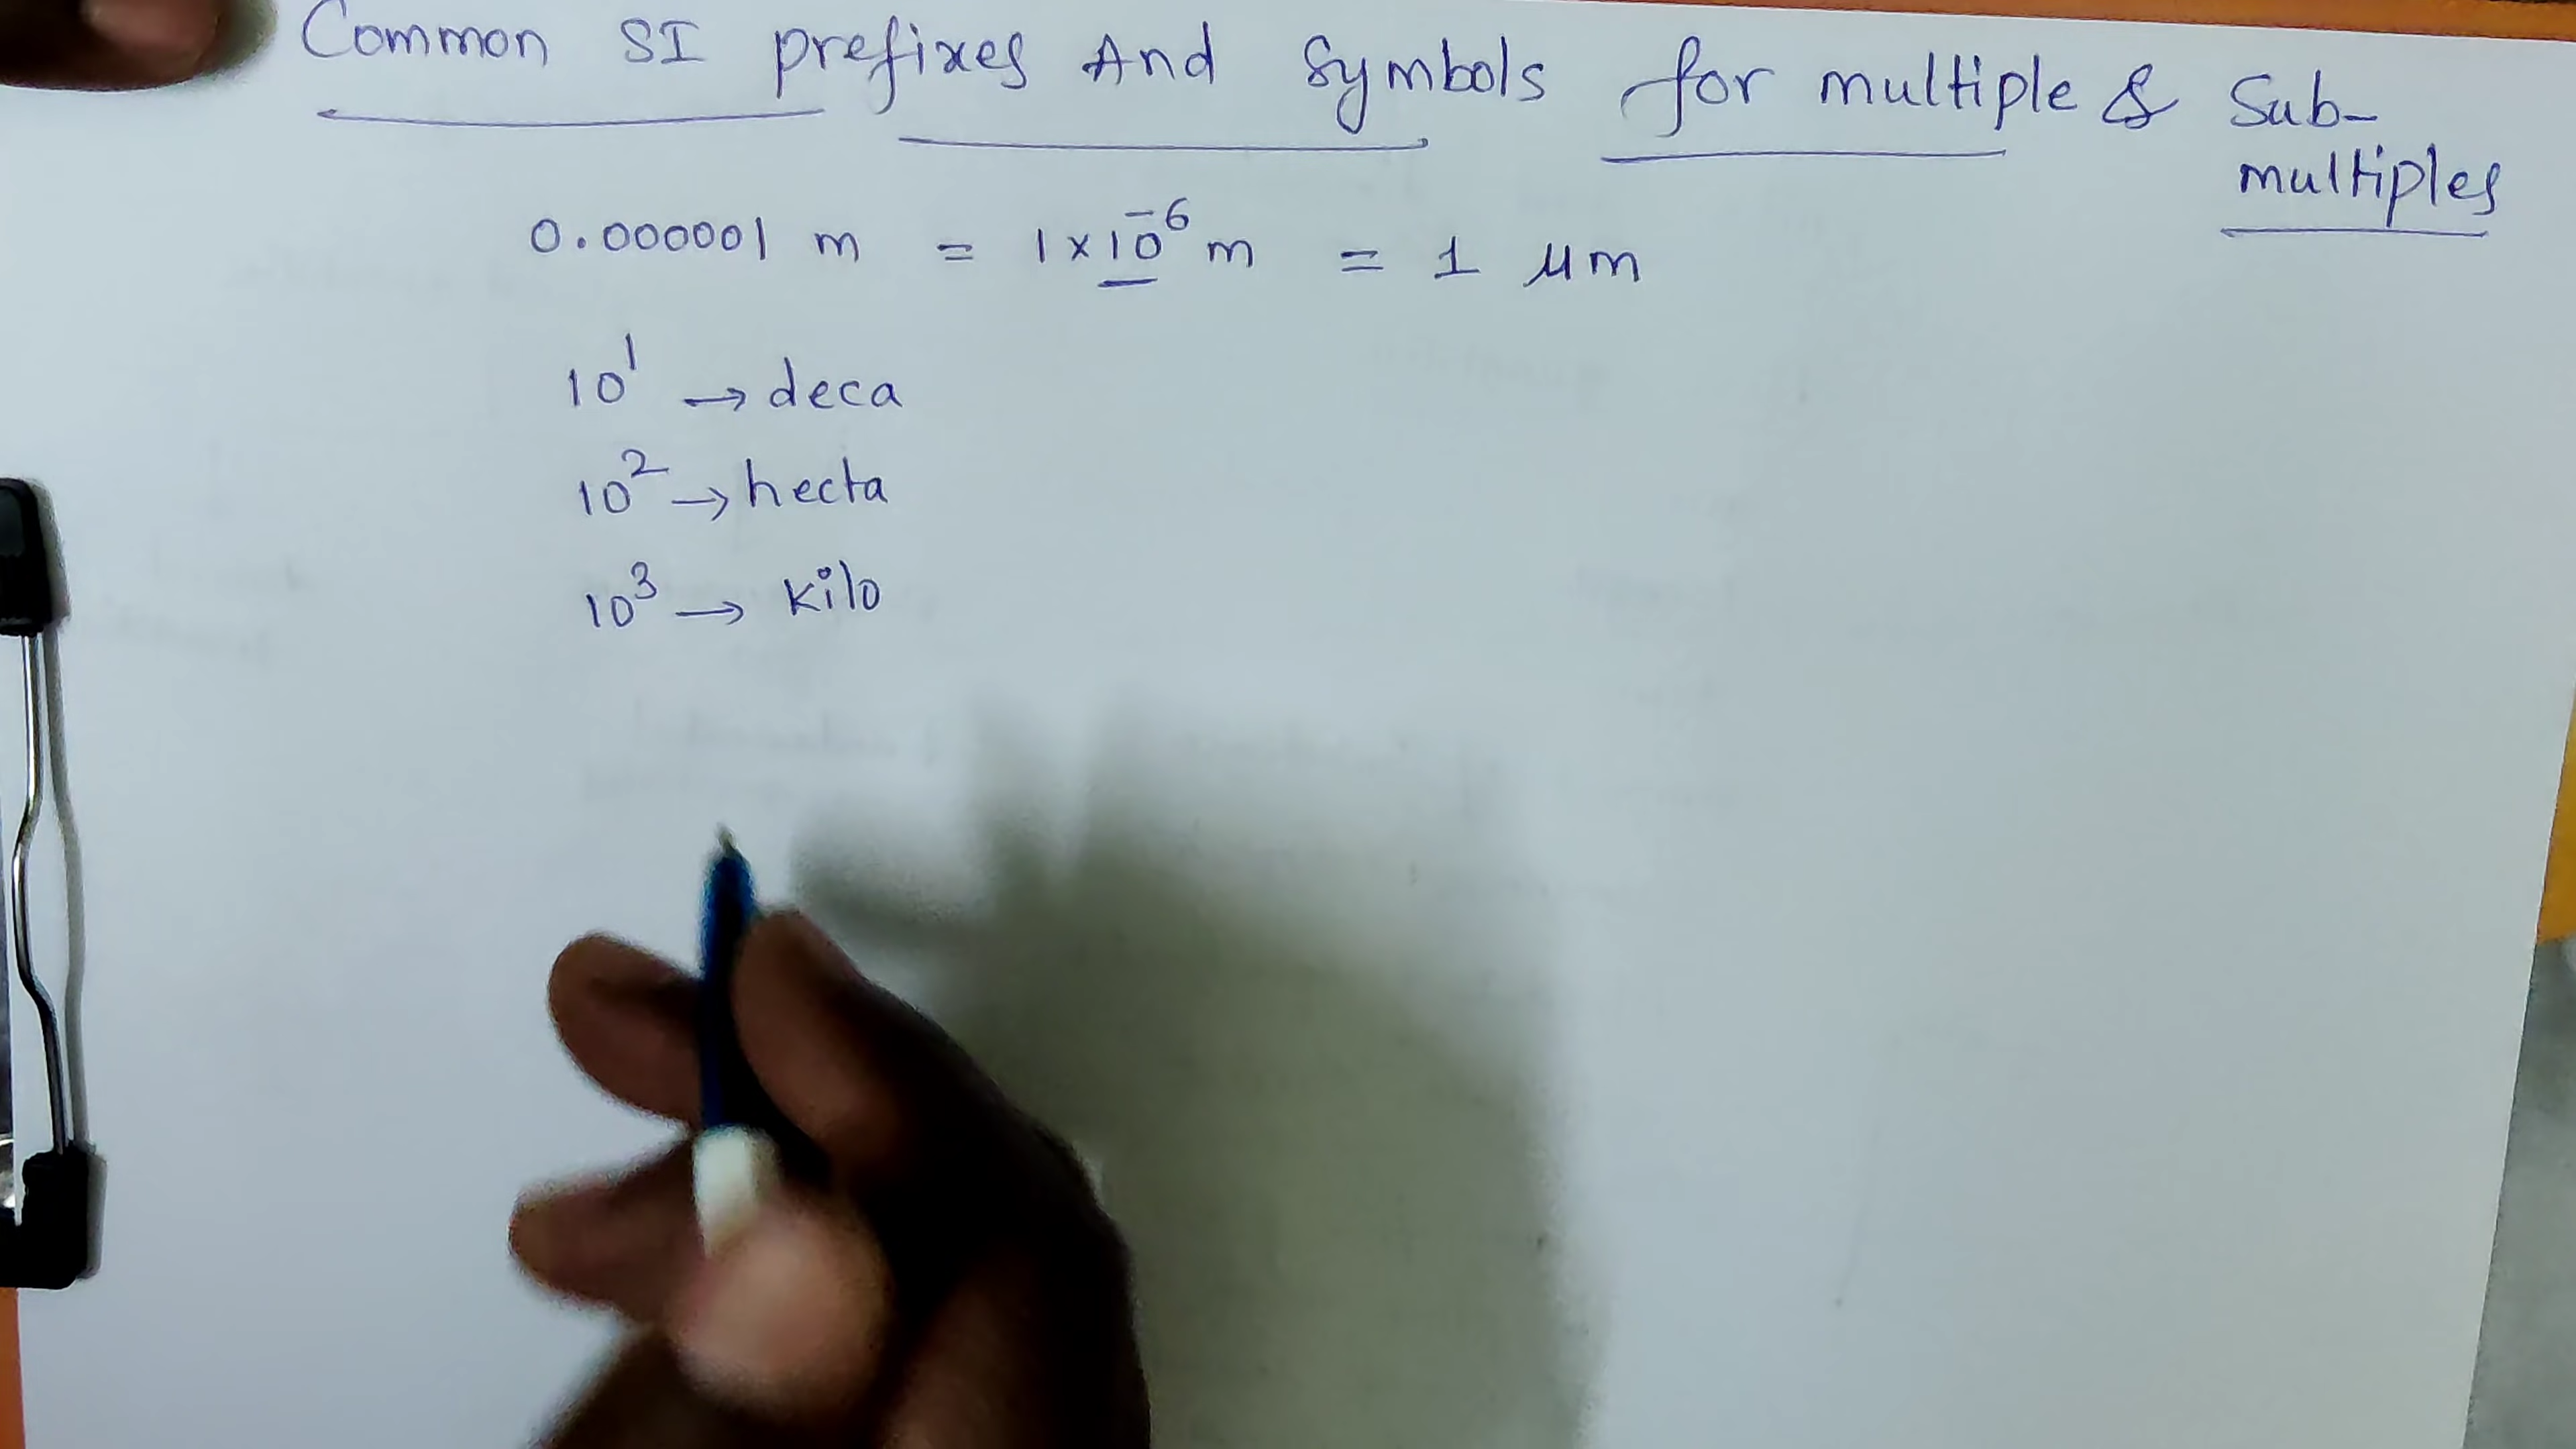 Common SI prefixes And Symbols for multiple & Sub-
multiples
0.000001 m = 1 x 10⁻⁶ m = 1 μm
10¹ → deca
10² → hecta
10³ → kilo